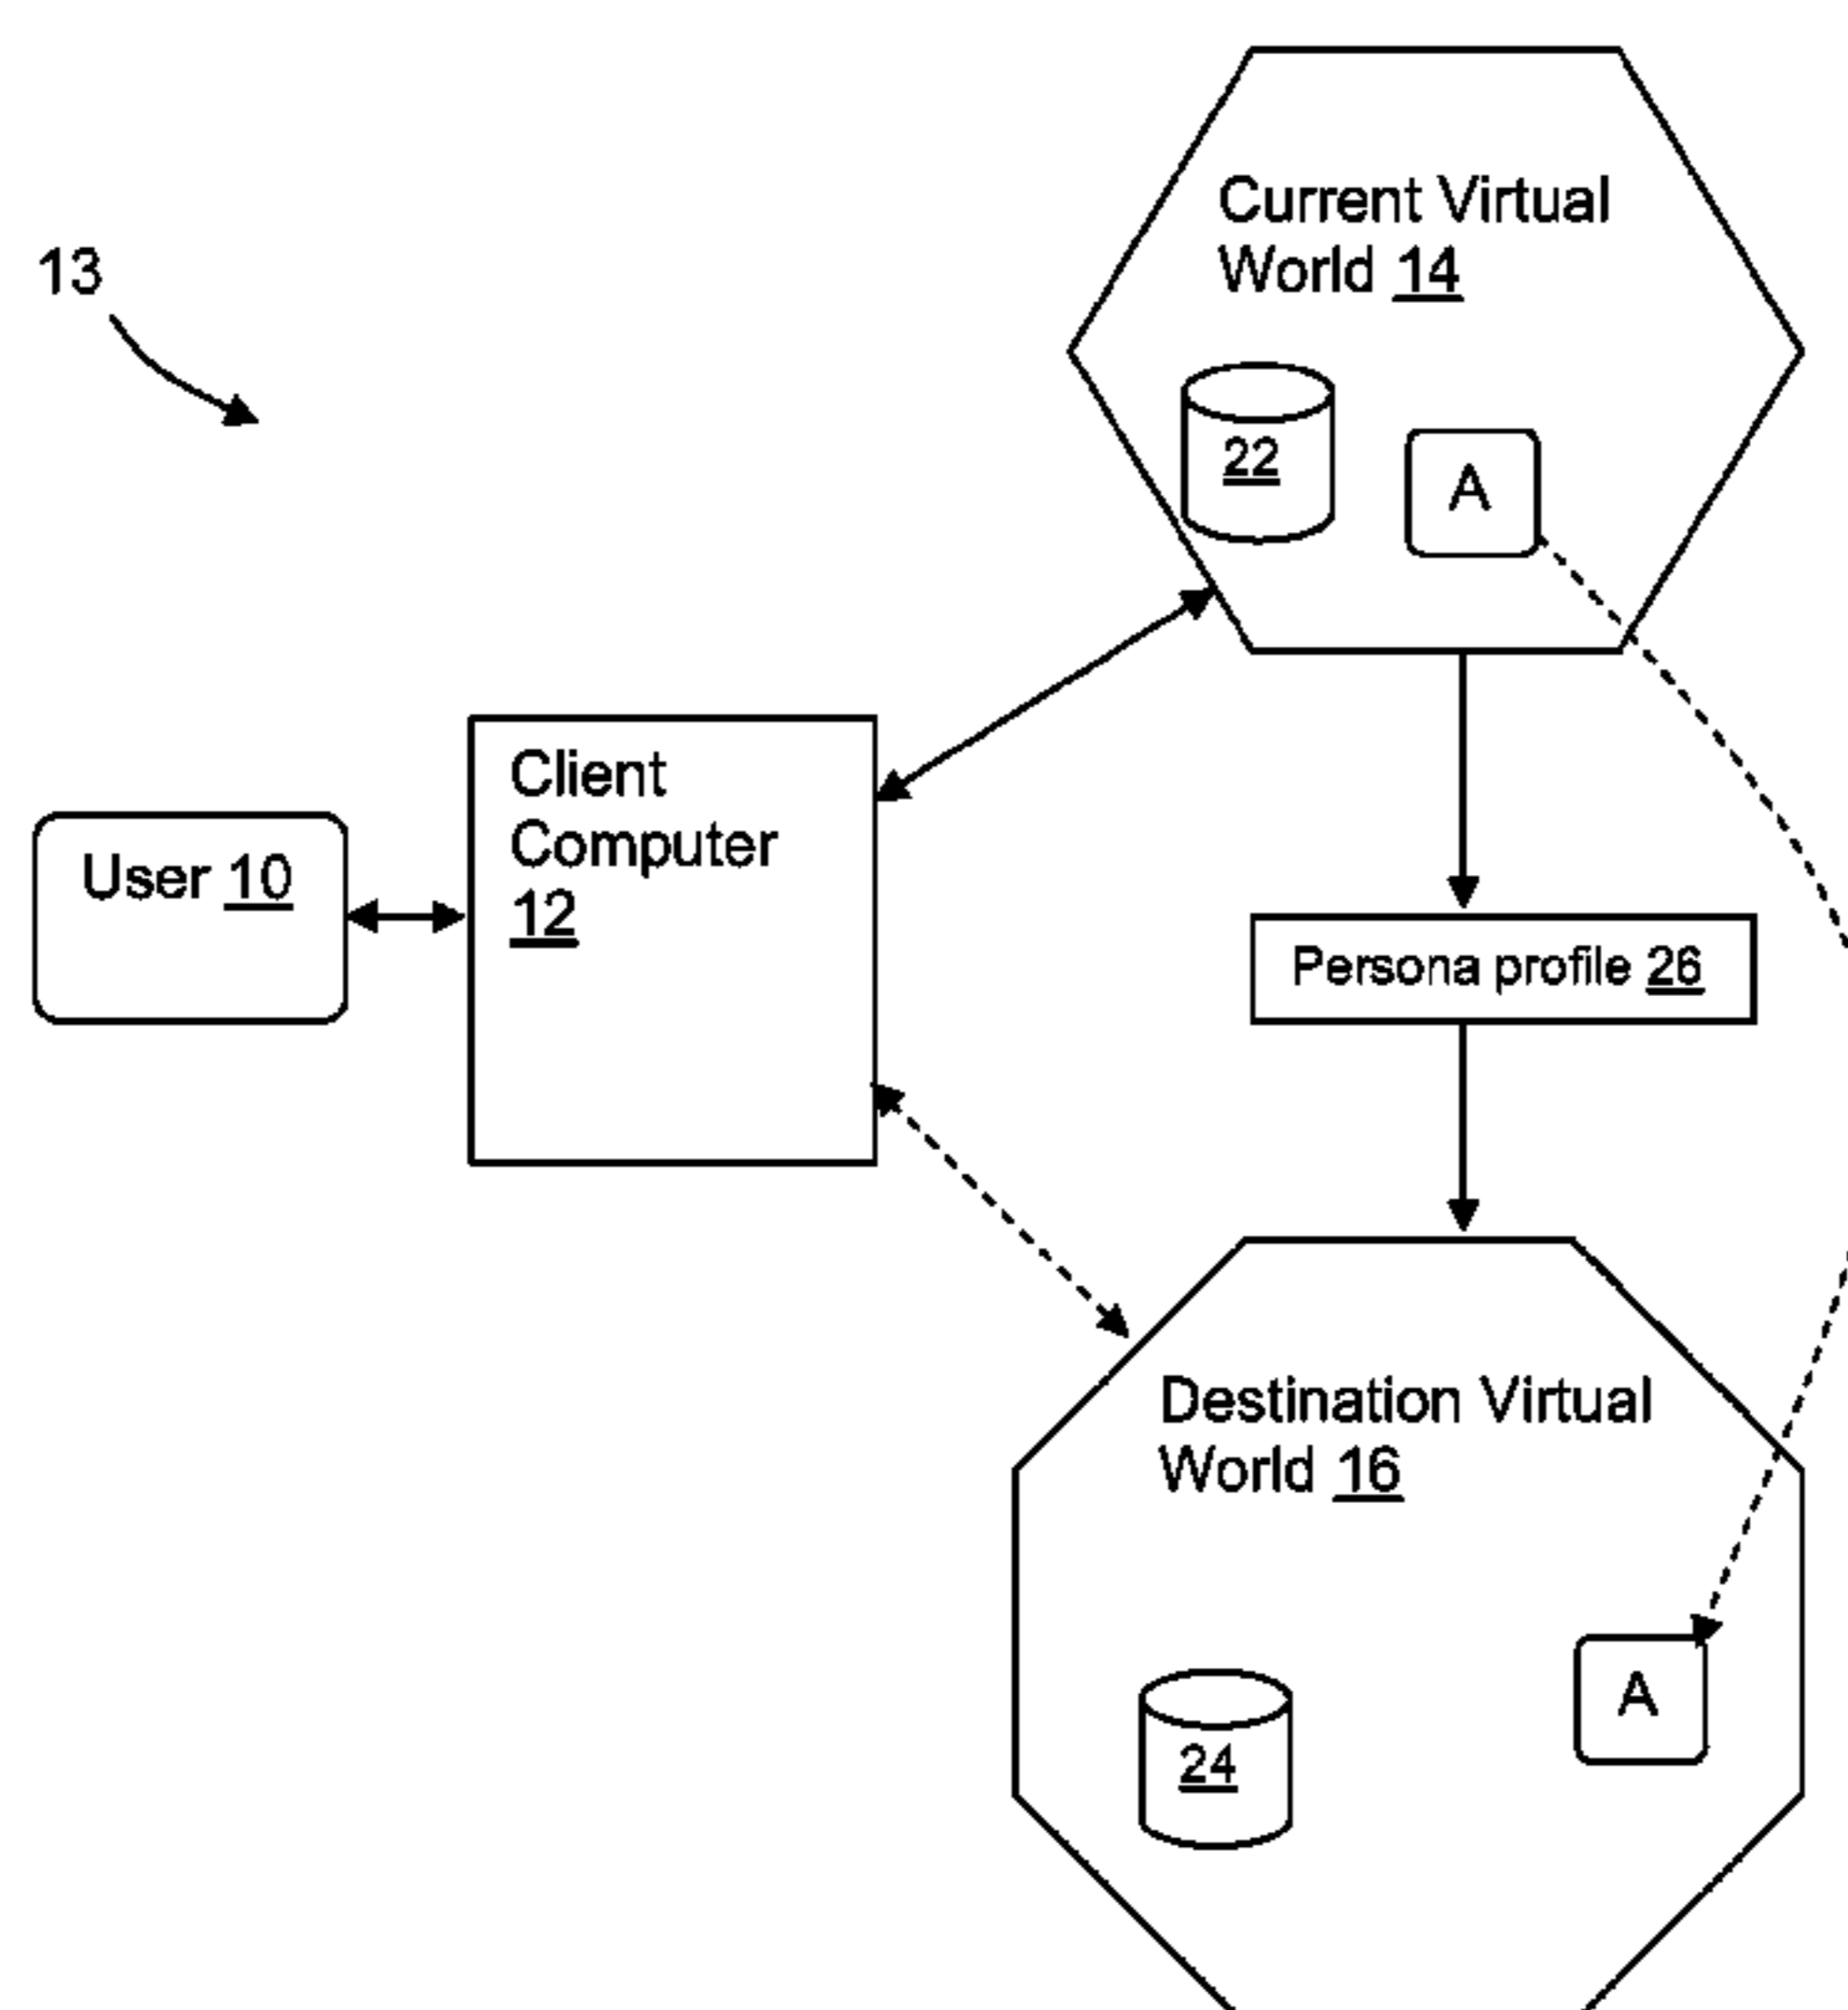 Current Virtual
World 14
13
22
A
Client
Computer
12
User 10
Persona profile 26
Destination Virtual
World 16
A
24